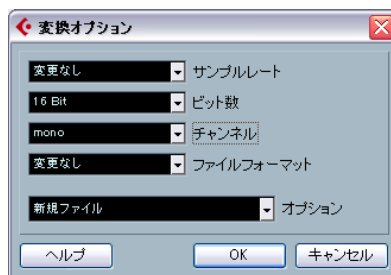 変換オプション
変更なし サンプルレート
16 Bit ビット数
mono チャンネル
変更なし ファイルフォーマット
新規ファイル オプション
ヘルプ OK キャンセル